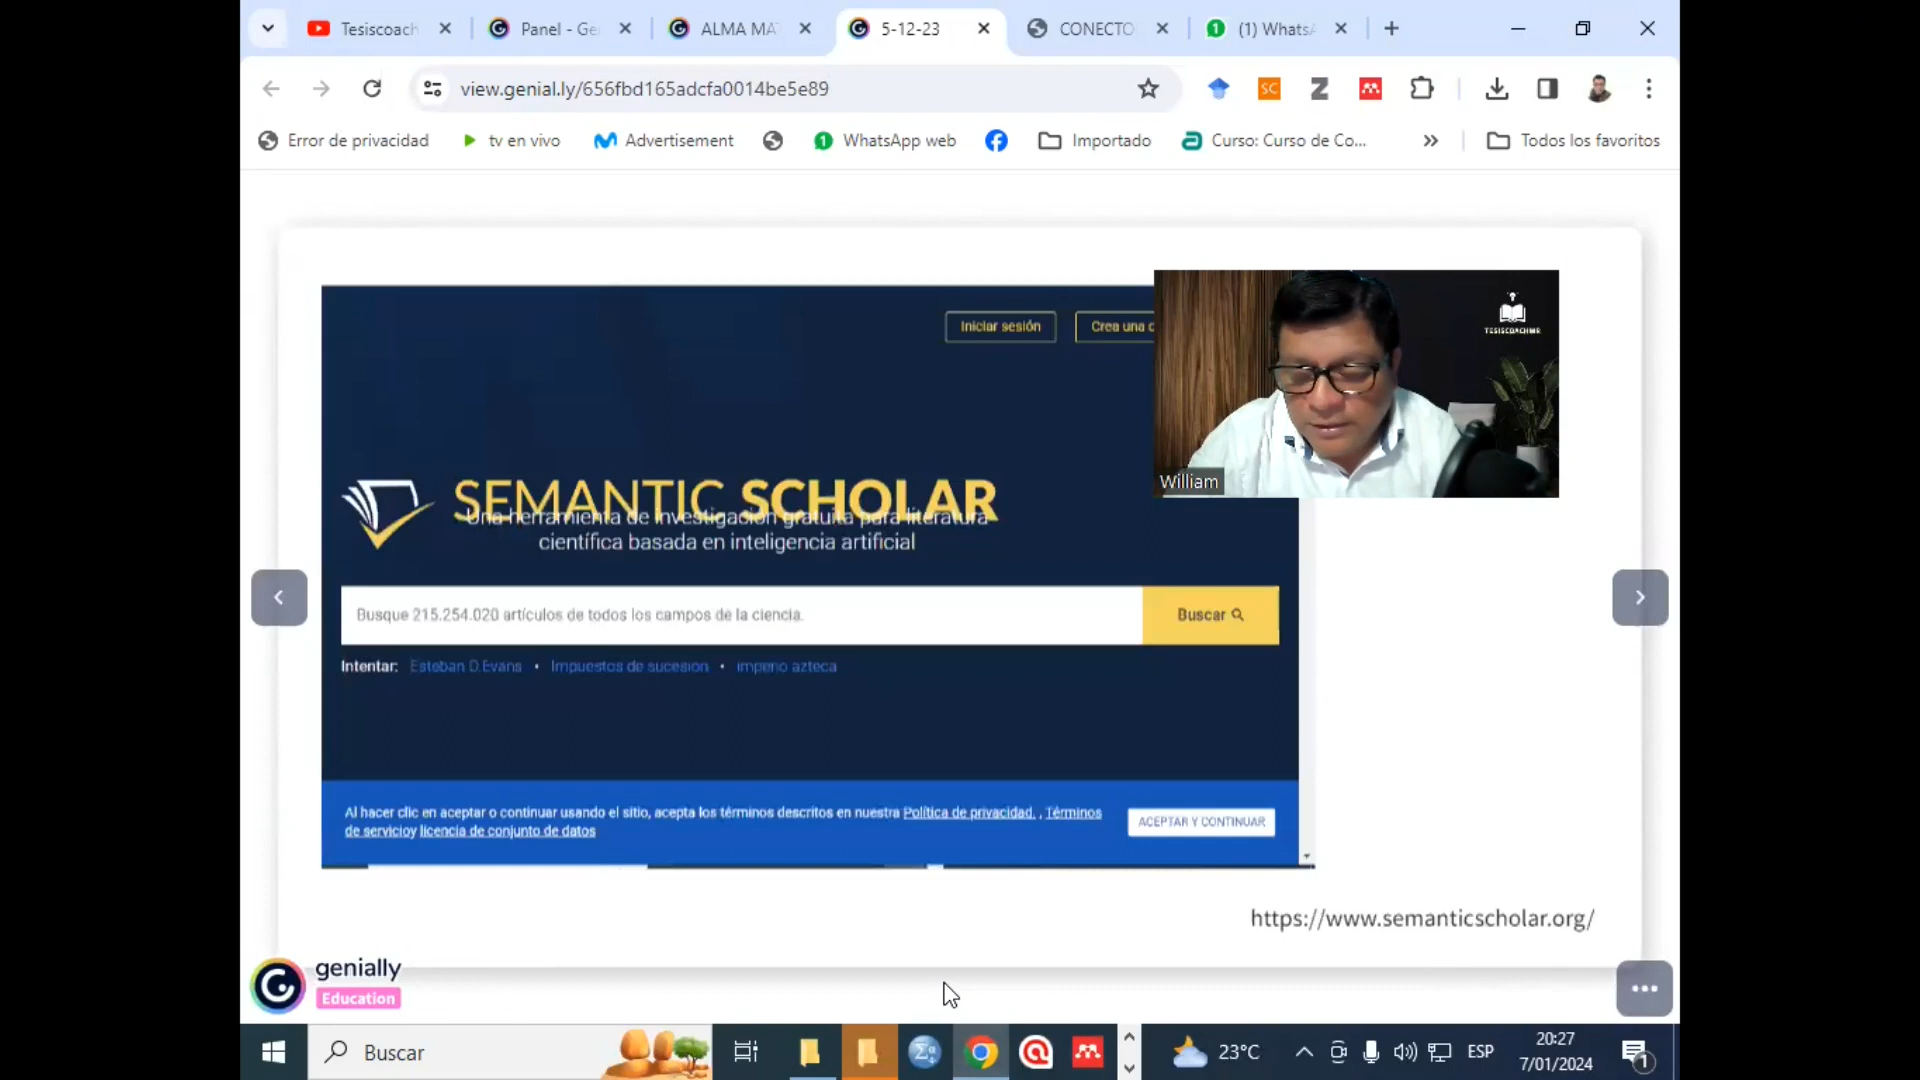 Tesiscoach
Panel - Ge
ALMA MA
5-12-23
CONECTO
(1) WhatsA
view.genial.ly/656fbd165adcfa0014be5e89
SC
Z
Error de privacidad
tv en vivo
Advertisement
WhatsApp web
Importado
Curso: Curso de Co...
Todos los favoritos
Iniciar sesión
Crea una c
TESISCOACHWR
William
SEMANTIC SCHOLAR
Una herramienta de investigación gratuita para literatura
científica basada en inteligencia artificial
Busque 215.254.020 artículos de todos los campos de la ciencia.
Buscar
Intentar: Esteban D.Evans • Impuestos de sucesión • imperio azteca
Al hacer clic en aceptar o continuar usando el sitio, acepta los términos descritos en nuestra Política de privacidad. , Términos
de servicioy licencia de conjunto de datos
ACEPTAR Y CONTINUAR
https://www.semanticscholar.org/
genially
Education
Buscar
23°C
ESP
20:27
7/01/2024
1